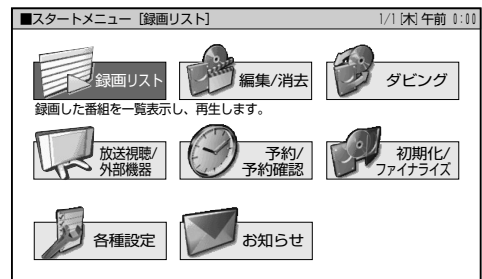 ■スタートメニュー［録画リスト］ 1/1［木］午前 0:00
録画リスト 編集/消去 ダビング
録画した番組を一覧表示し、再生します。
放送視聴/ 予約/ 初期化/
外部機器 予約確認 ファイナライズ
各種設定 お知らせ